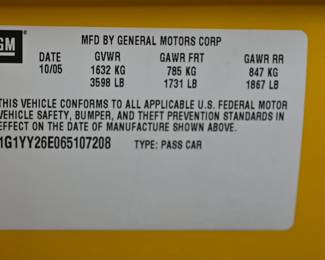 GM
MFD BY GENERAL MOTORS CORP
DATE GVWR GAWR FRT GAWR RR
10/05 1632 KG 785 KG 847 KG
3598 LB 1731 LB 1867 LB
THIS VEHICLE CONFORMS TO ALL APPLICABLE U.S. FEDERAL MOTOR
VEHICLE SAFETY, BUMPER, AND THEFT PREVENTION STANDARDS IN
EFFECT ON THE DATE OF MANUFACTURE SHOWN ABOVE.
1G1YY26E065107208 TYPE: PASS CAR